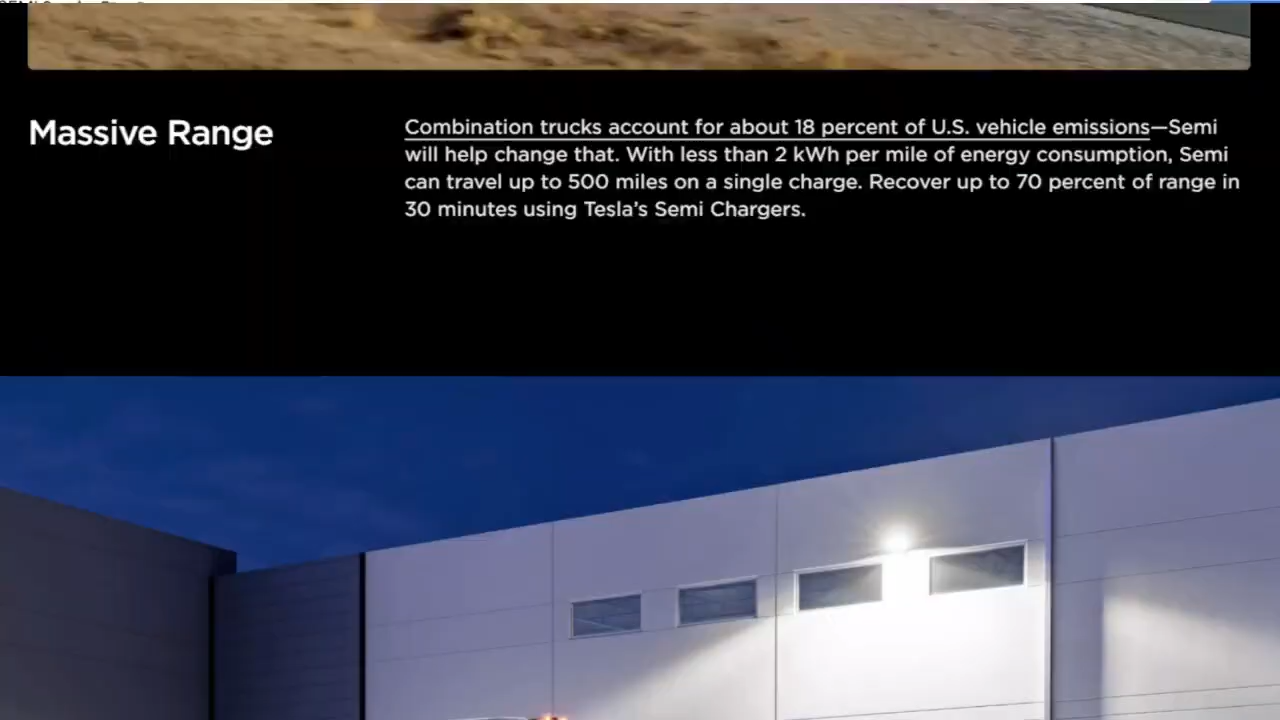 Massive Range
Combination trucks account for about 18 percent of U.S. vehicle emissions—Semi
will help change that. With less than 2 kWh per mile of energy consumption, Semi
can travel up to 500 miles on a single charge. Recover up to 70 percent of range in
30 minutes using Tesla’s Semi Chargers.